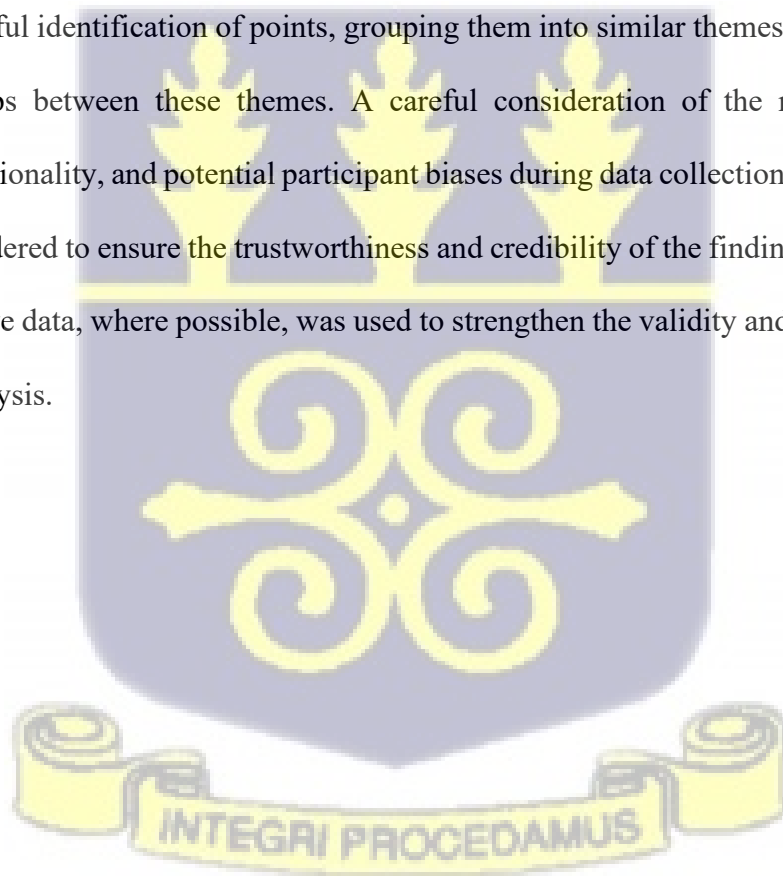 ful identification of points, grouping them into similar themes
ps between these themes. A careful consideration of the
ionality, and potential participant biases during data collection
ered to ensure the trustworthiness and credibility of the findin
e data, where possible, was used to strengthen the validity and
ysis.
INTEGRI PROCEDAMUS